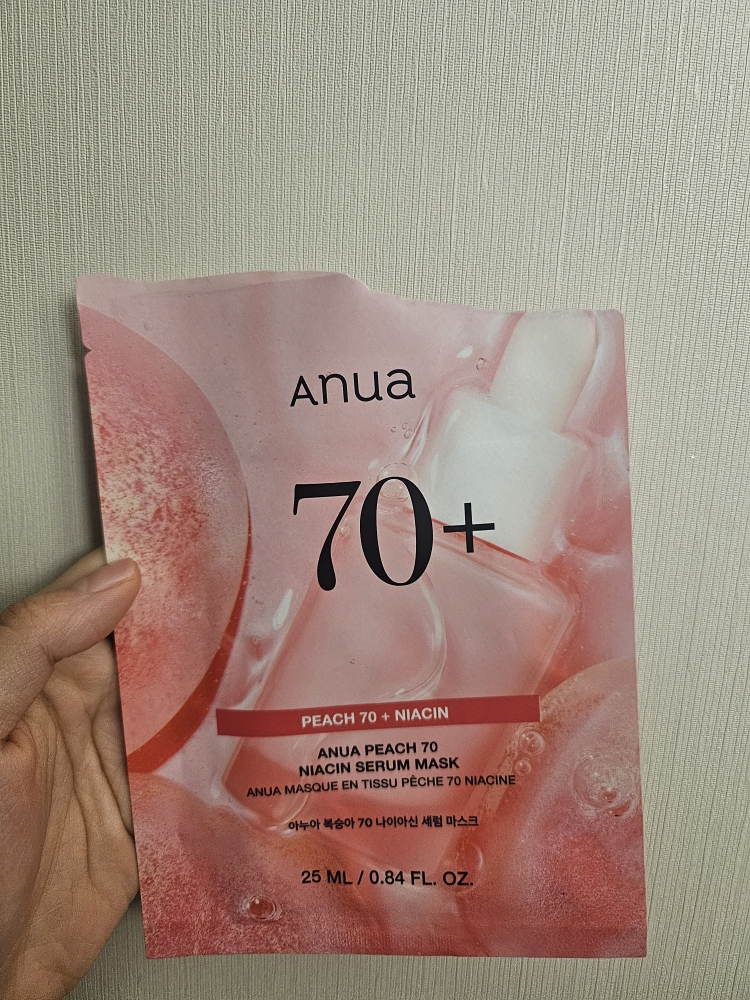 Anua
70+
PEACH 70 + NIACIN
ANUA PEACH 70
NIACIN SERUM MASK
ANUA MASQUE EN TISSU PÊCHE 70 NIACINE
아누아 복숭아 70 나이아신 세럼 마스크
25 ML / 0.84 FL. OZ.